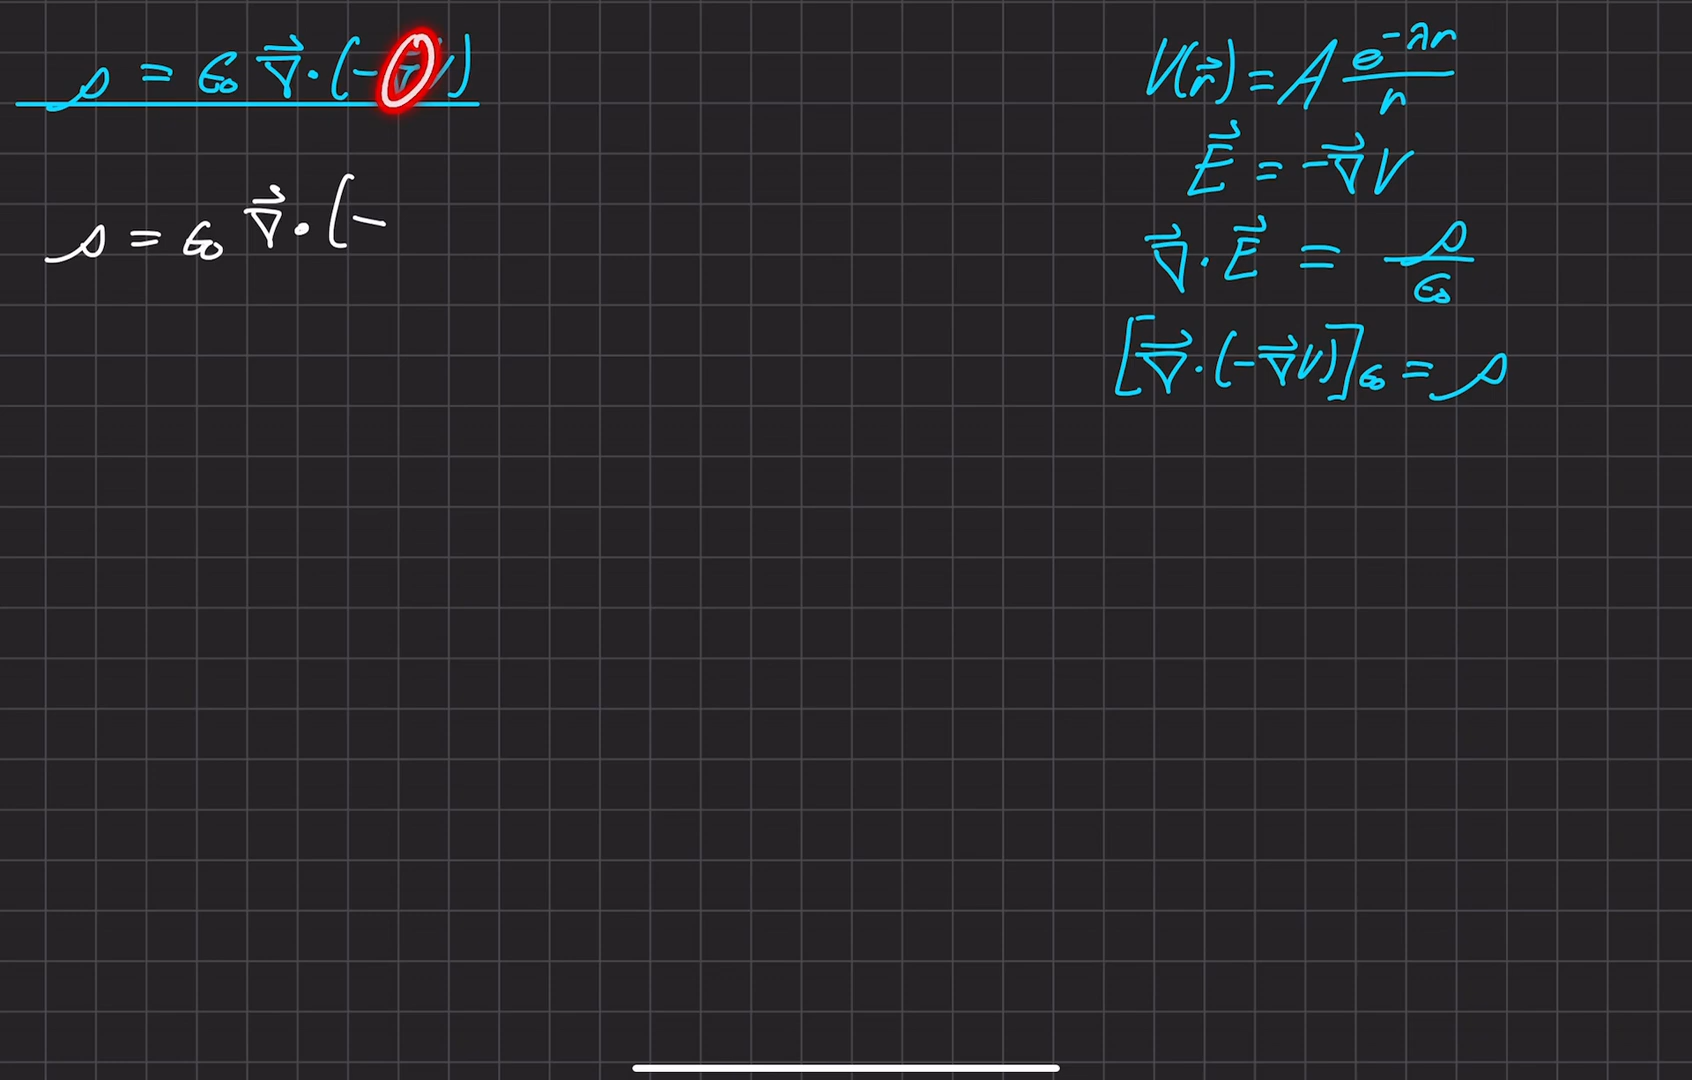 ρ = ε₀ ∇⃗·(-∇⃗V)
ρ = ε₀ ∇⃗·(-
V(r⃗) = A e^{-λr}/r
E⃗ = -∇⃗V
∇⃗·E⃗ = ρ/ε₀
[∇⃗·(-∇⃗V)]ε₀ = ρ